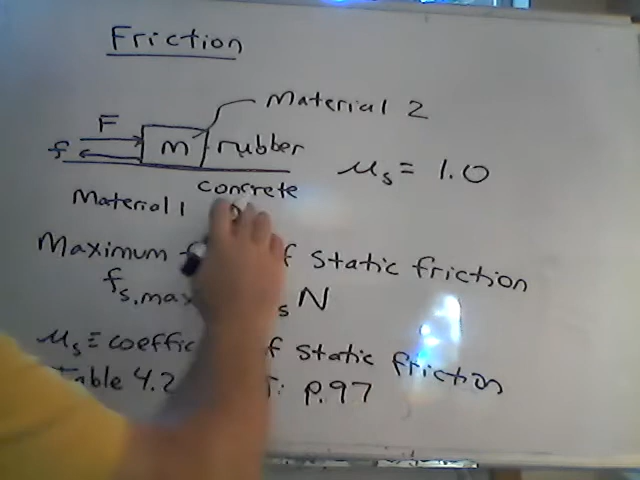 Friction
Material 2
F
f
m
rubber
μs = 1.0
concrete
Material 1
Maximum static friction
fs,max s N
μs ≡ coeffic static friction
Table 4.2 : p.97